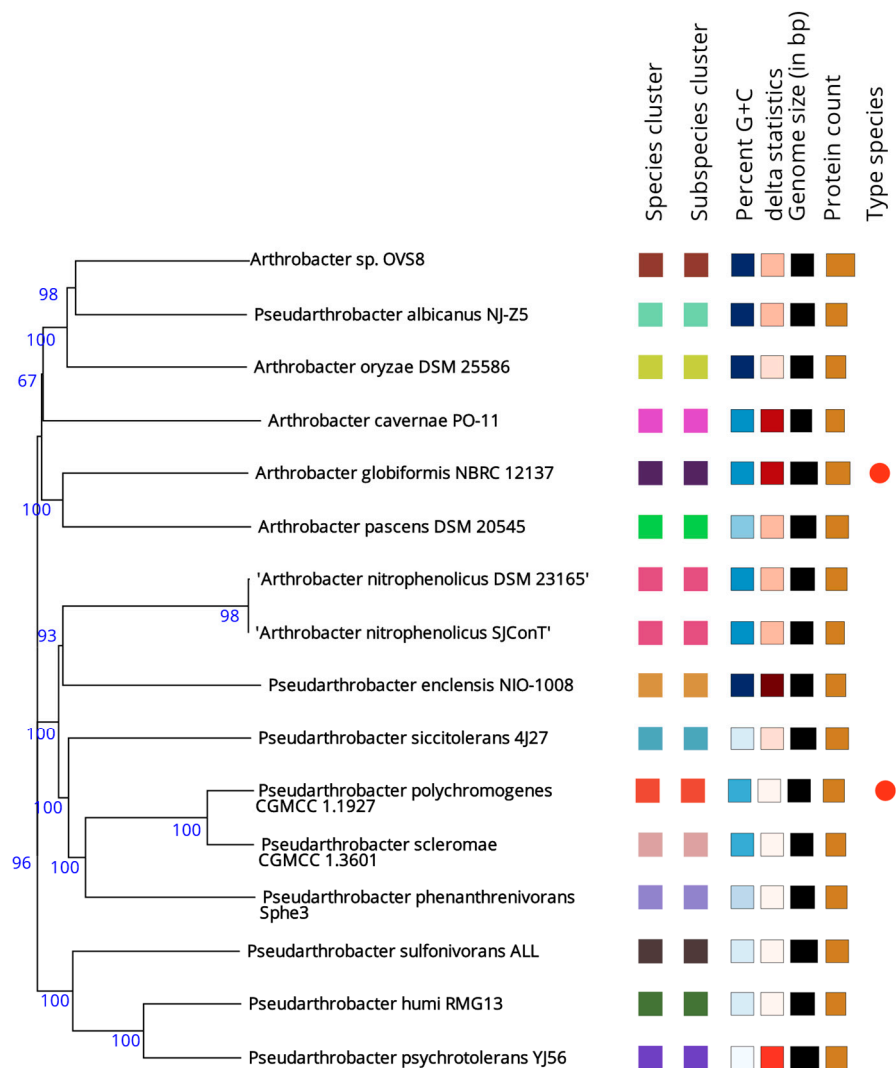 Species cluster
Subspecies cluster
Percent G+C
delta statistics
Genome size (in bp)
Protein count
Type species
Arthrobacter sp. OVS8
98
Pseudarthrobacter albicanus NJ-Z5
100
Arthrobacter oryzae DSM 25586
67
Arthrobacter cavernae PO-11
Arthrobacter globiformis NBRC 12137
100
Arthrobacter pascens DSM 20545
'Arthrobacter nitrophenolicus DSM 23165'
98
'Arthrobacter nitrophenolicus SJConT'
93
Pseudarthrobacter enclensis NIO-1008
100
Pseudarthrobacter siccitolerans 4J27
Pseudarthrobacter polychromogenes
CGMCC 1.1927
100
100
Pseudarthrobacter scleromae
CGMCC 1.3601
96
100
Pseudarthrobacter phenanthrenivorans
Sphe3
Pseudarthrobacter sulfonivorans ALL
100
Pseudarthrobacter humi RMG13
100
Pseudarthrobacter psychrotolerans YJ56